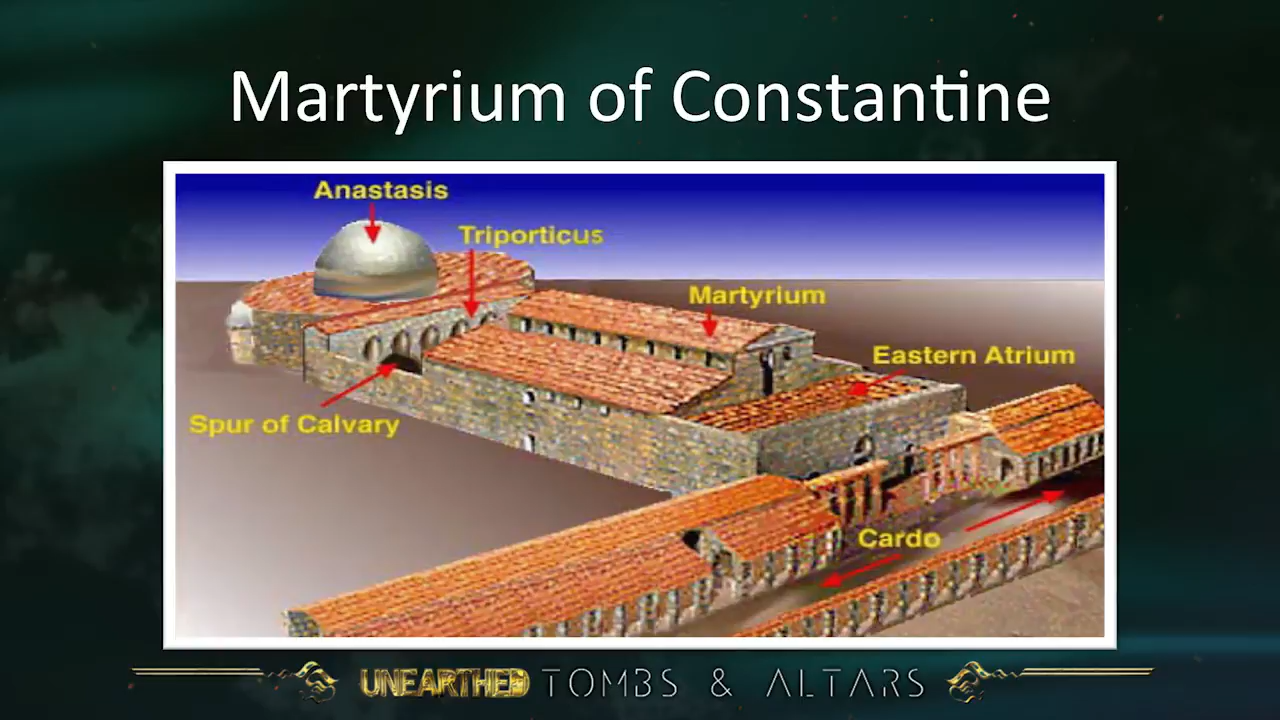 Martyrium of Constantine
Anastasis
Triporticus
Martyrium
Eastern Atrium
Spur of Calvary
Cardo
UNEARTHED TOMBS & ALTARS